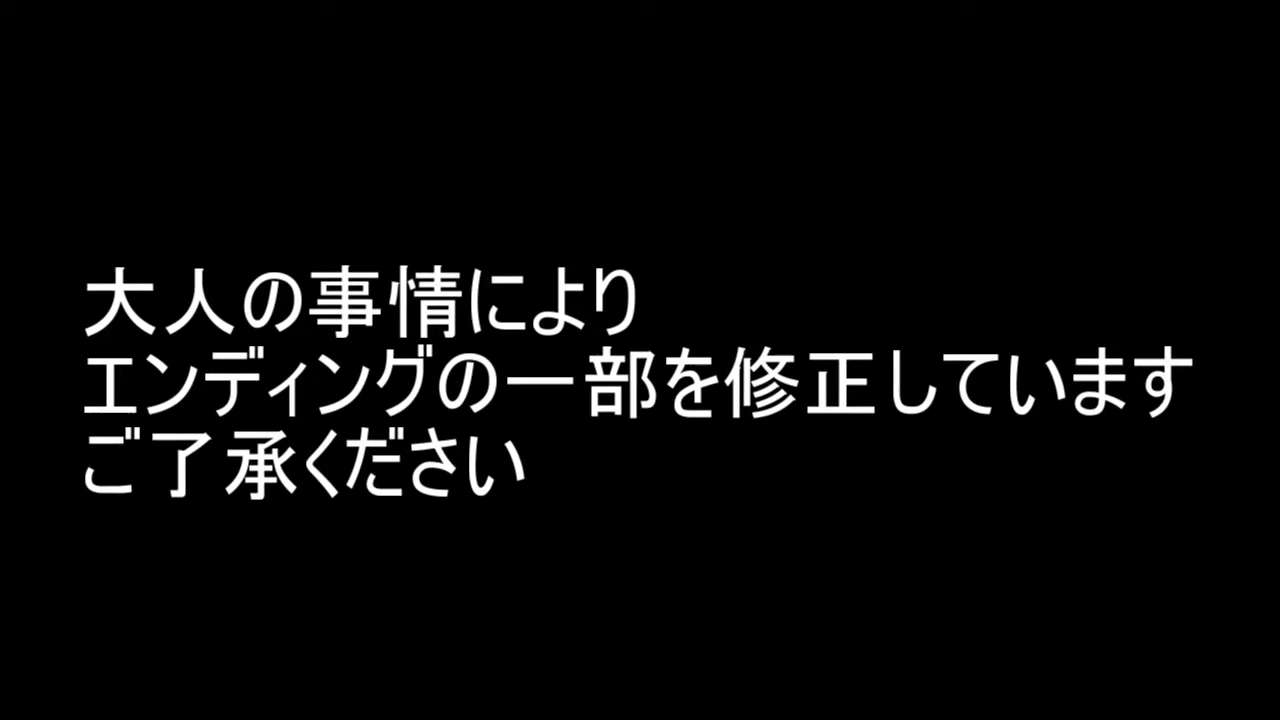 大人の事情により
エンディングの一部を修正しています
ご了承ください